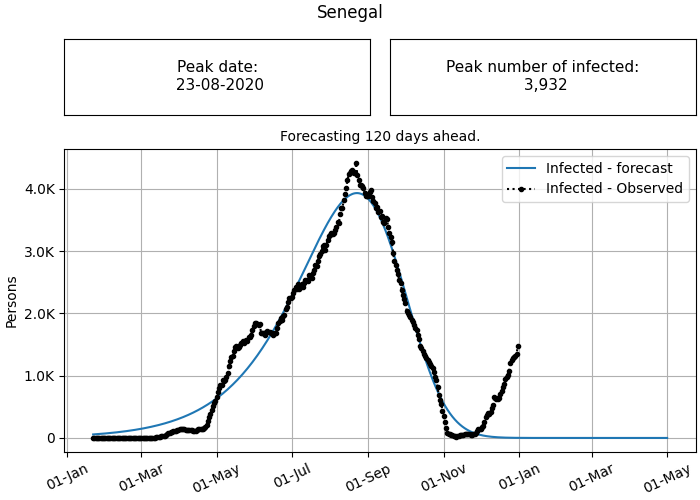 Senegal
Peak date:
23-08-2020
Peak number of infected:
3,932
Forecasting 120 days ahead.
Infected - forecast
Infected - Observed
4.0K
3.0K
2.0K
1.0K
0
Persons
01-Jan
01-Mar
01-May
01-Jul
01-Sep
01-Nov
01-Jan
01-Mar
01-May